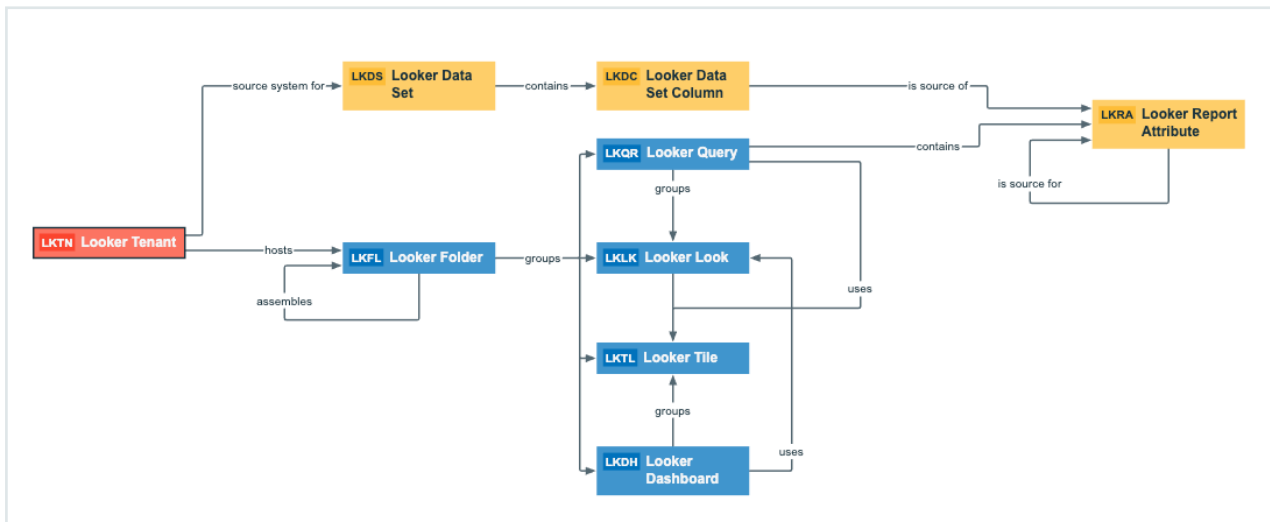 LKDS Looker Data
Set
source system for
contains
LKDC Looker Data
Set Column
is source of
LKRA Looker Report
Attribute
LKQR Looker Query
contains
groups
is source for
LKTN Looker Tenant
hosts
LKFL Looker Folder
groups
LKLK Looker Look
assembles
uses
LKTL Looker Tile
groups
LKDH Looker
Dashboard
uses